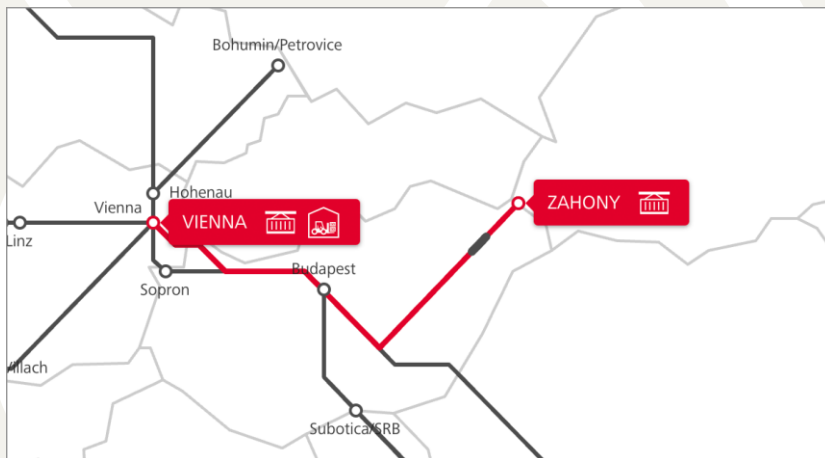 Bohumin/Petrovice
Hohenau
Vienna
VIENNA
ZAHONY
Linz
Budapest
Sopron
Subotica/SRB